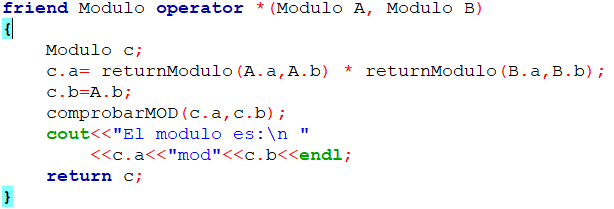 friend Modulo operator *(Modulo A, Modulo B)
{
Modulo c;
c.a= returnModulo(A.a,A.b) * returnModulo(B.a,B.b);
c.b=A.b;
comprobarMOD(c.a,c.b);
cout<<"El modulo es:\n "
<<c.a<<"mod"<<c.b<<endl;
return c;
}